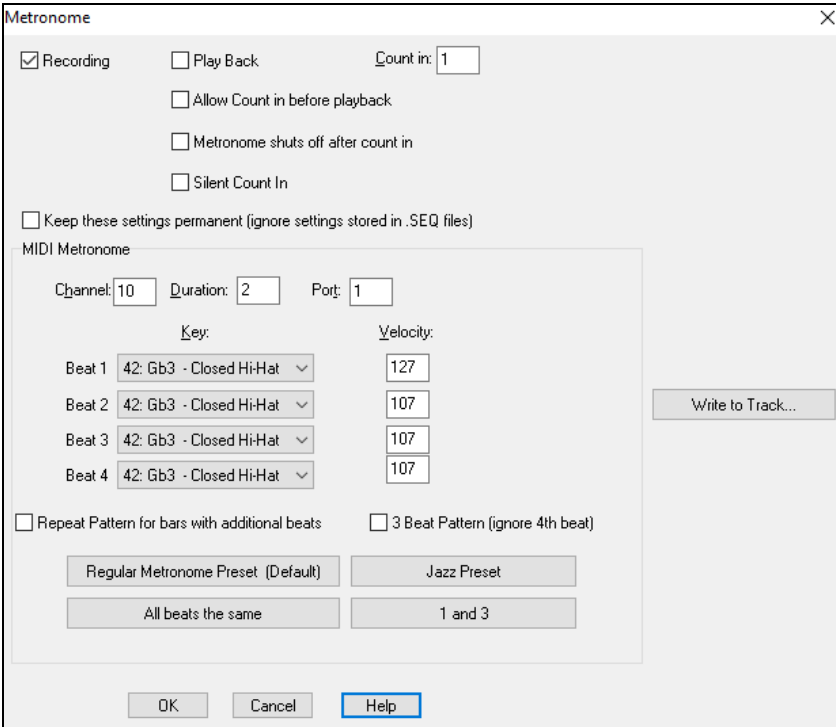 Metronome
Recording Play Back Count in: 1
Allow Count in before playback
Metronome shuts off after count in
Silent Count In
Keep these settings permanent (ignore settings stored in .SEQ files)
MIDI Metronome
Channel: 10 Duration: 2 Port: 1
Key: Velocity:
Beat 1 42: Gb3 - Closed Hi-Hat 127
Beat 2 42: Gb3 - Closed Hi-Hat 107
Write to Track...
Beat 3 42: Gb3 - Closed Hi-Hat 107
Beat 4 42: Gb3 - Closed Hi-Hat 107
Repeat Pattern for bars with additional beats 3 Beat Pattern (ignore 4th beat)
Regular Metronome Preset (Default) Jazz Preset
All beats the same 1 and 3
OK Cancel Help